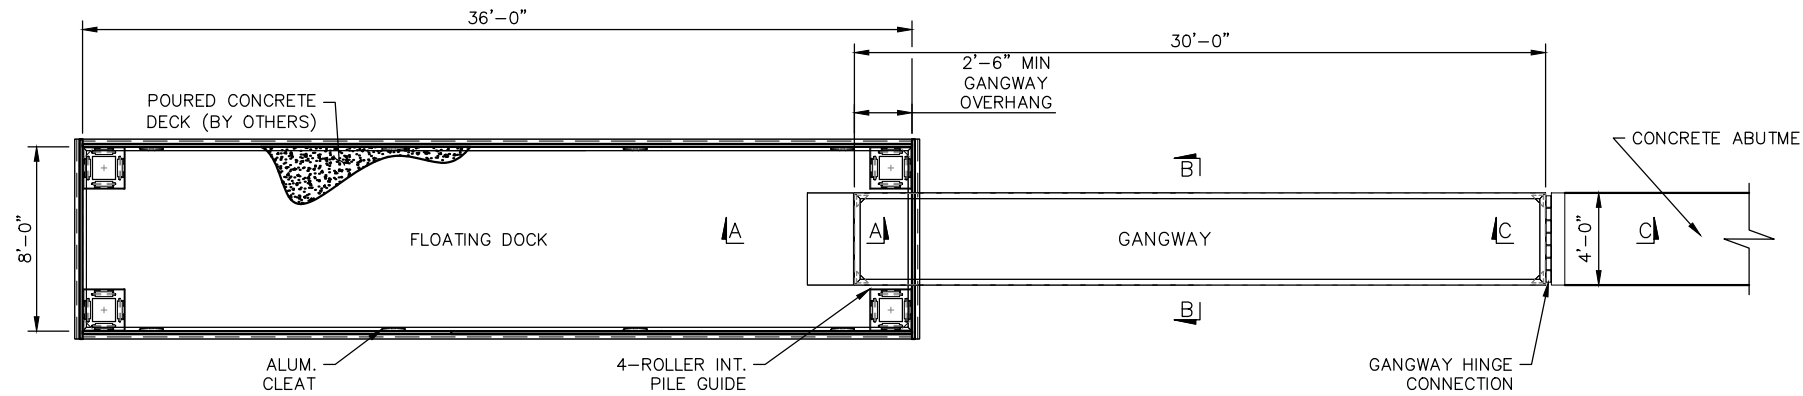 36'-0"
30'-0"
2'-6" MIN
GANGWAY
OVERHANG
POURED CONCRETE
DECK (BY OTHERS)
CONCRETE ABUTME
B
8'-0"
FLOATING DOCK
A
A
GANGWAY
C
4'-0"
C
B
ALUM.
CLEAT
4-ROLLER INT.
PILE GUIDE
GANGWAY HINGE
CONNECTION